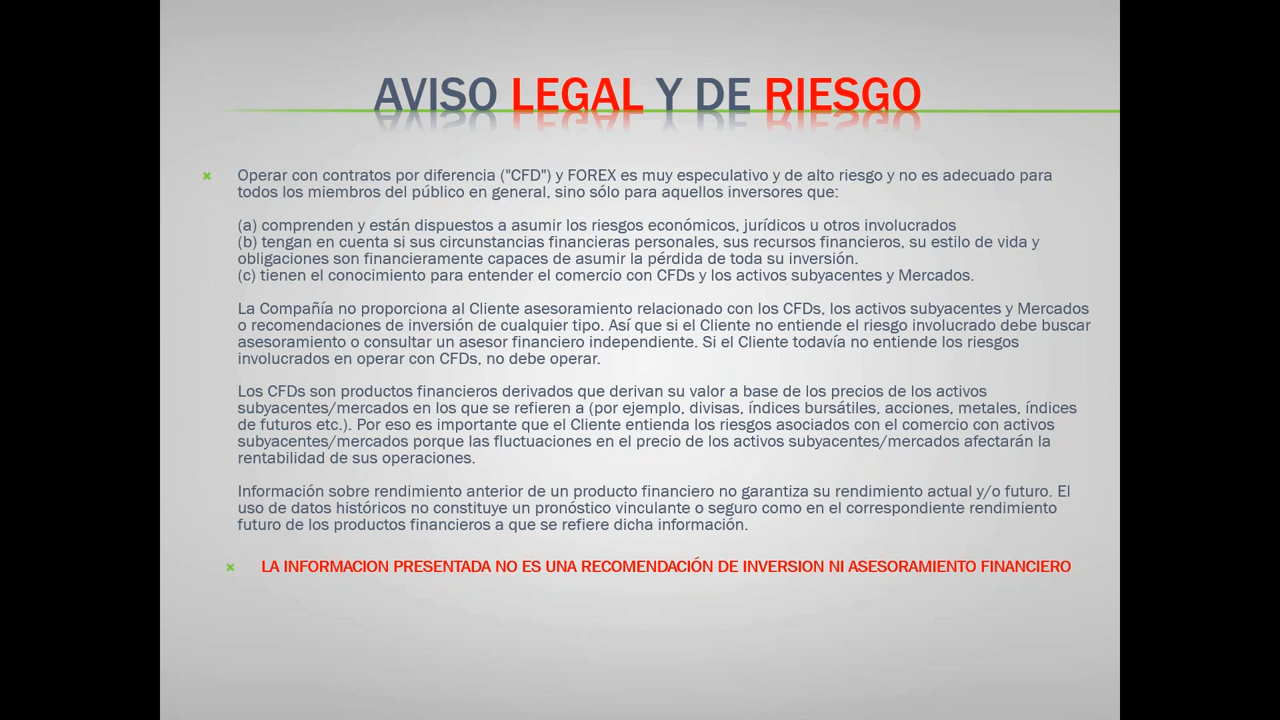 AVISO LEGAL Y DE RIESGO
Operar con contratos por diferencia ("CFD") y FOREX es muy especulativo y de alto riesgo y no es adecuado para
todos los miembros del público en general, sino sólo para aquellos inversores que:
(a) comprenden y están dispuestos a asumir los riesgos económicos, jurídicos u otros involucrados
(b) tengan en cuenta si sus circunstancias financieras personales, sus recursos financieros, su estilo de vida y
obligaciones son financieramente capaces de asumir la pérdida de toda su inversión.
(c) tienen el conocimiento para entender el comercio con CFDs y los activos subyacentes y Mercados.
La Compañía no proporciona al Cliente asesoramiento relacionado con los CFDs, los activos subyacentes y Mercados
o recomendaciones de inversión de cualquier tipo. Así que si el Cliente no entiende el riesgo involucrado debe buscar
asesoramiento o consultar un asesor financiero independiente. Si el Cliente todavía no entiende los riesgos
involucrados en operar con CFDs, no debe operar.
Los CFDs son productos financieros derivados que derivan su valor a base de los precios de los activos
subyacentes/mercados en los que se refieren a (por ejemplo, divisas, índices bursátiles, acciones, metales, índices
de futuros etc.). Por eso es importante que el Cliente entienda los riesgos asociados con el comercio con activos
subyacentes/mercados porque las fluctuaciones en el precio de los activos subyacentes/mercados afectarán la
rentabilidad de sus operaciones.
Información sobre rendimiento anterior de un producto financiero no garantiza su rendimiento actual y/o futuro. El
uso de datos históricos no constituye un pronóstico vinculante o seguro como en el correspondiente rendimiento
futuro de los productos financieros a que se refiere dicha información.
LA INFORMACION PRESENTADA NO ES UNA RECOMENDACIÓN DE INVERSION NI ASESORAMIENTO FINANCIERO